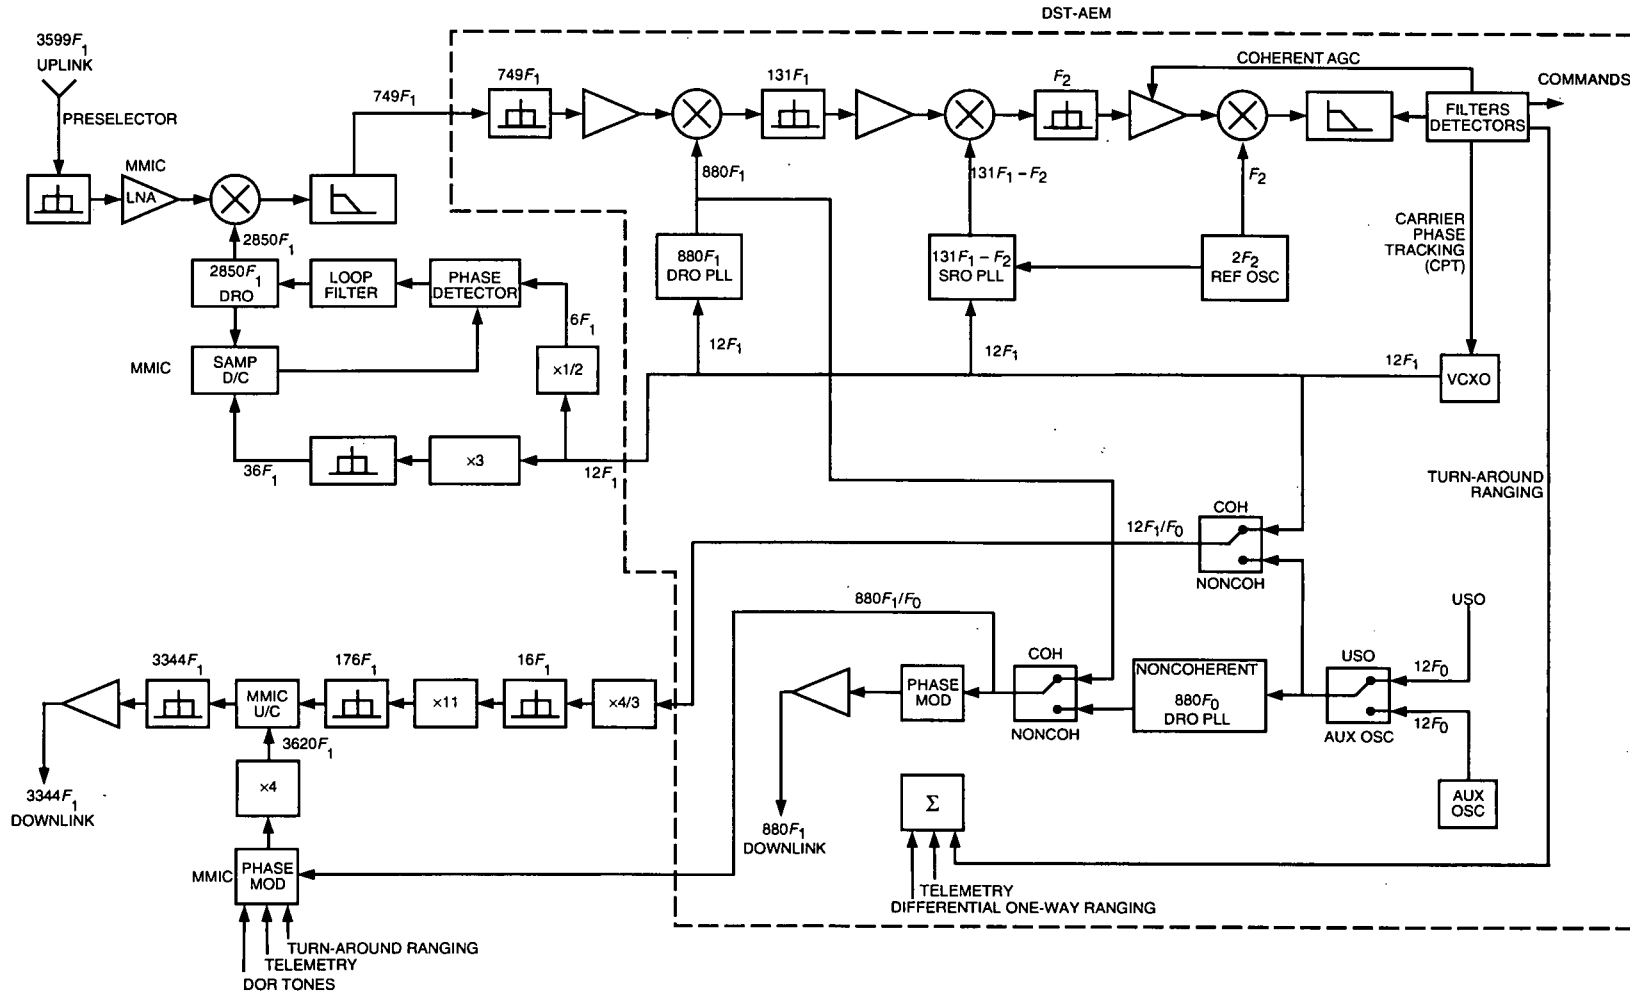 DST-AEM
3599F1
UPLINK
PRESELECTOR
749F1
749F1
131F1
F2
COHERENT AGC
COMMANDS
FILTERS
DETECTORS
MMIC
LNA
2850F1
880F1
131F1 – F2
F2
CARRIER
PHASE
TRACKING
(CPT)
2850F1
DRO
LOOP
FILTER
PHASE
DETECTOR
880F1
DRO PLL
131F1 – F2
SRO PLL
2F2
REF OSC
6F1
12F1
12F1
12F1
MMIC
SAMP
D/C
×1/2
VCXO
36F1
×3
12F1
TURN-AROUND
RANGING
COH
12F1/F0
NONCOH
880F1/F0
USO
3344F1
176F1
16F1
COH
USO
12F0
MMIC
U/C
×11
×4/3
PHASE
MOD
NONCOHERENT
880F0
DRO PLL
12F0
NONCOH
AUX OSC
3620F1
×4
3344F1
DOWNLINK
Σ
AUX
OSC
880F1
DOWNLINK
MMIC
PHASE
MOD
TELEMETRY
DIFFERENTIAL ONE-WAY RANGING
TURN-AROUND RANGING
TELEMETRY
DOR TONES